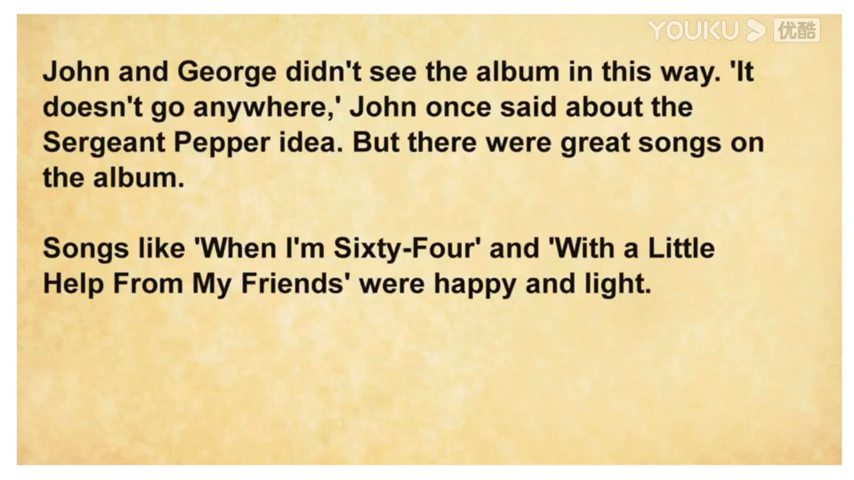 YOUKU 优酷
John and George didn't see the album in this way. 'It
doesn't go anywhere,' John once said about the
Sergeant Pepper idea. But there were great songs on
the album.
Songs like 'When I'm Sixty-Four' and 'With a Little
Help From My Friends' were happy and light.